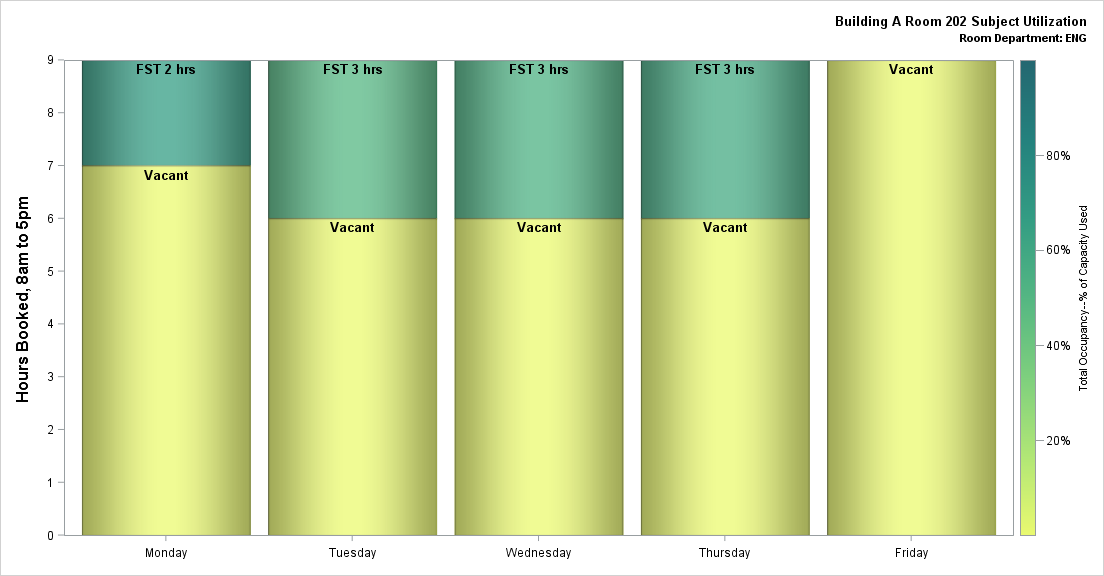 Building A Room 202 Subject Utilization
Room Department: ENG
Hours Booked, 8am to 5pm
9
8
7
6
5
4
3
2
1
0
FST 2 hrs
Vacant
FST 3 hrs
Vacant
FST 3 hrs
Vacant
FST 3 hrs
Vacant
Vacant
Monday
Tuesday
Wednesday
Thursday
Friday
80%
60%
40%
20%
Total Occupancy--% of Capacity Used